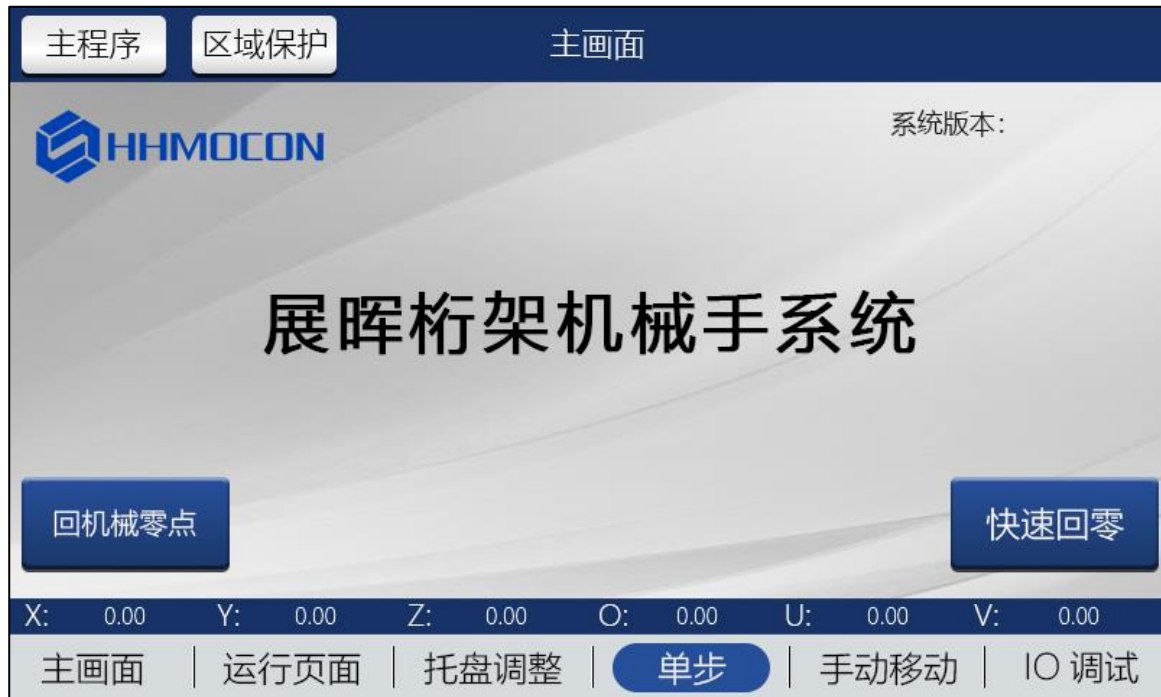 主程序 区域保护 主画面
HHMOCON 系统版本:
展晖桁架机械手系统
回机械零点 快速回零
X: 0.00 Y: 0.00 Z: 0.00 O: 0.00 U: 0.00 V: 0.00
主画面 运行页面 托盘调整 单步 手动移动 IO 调试